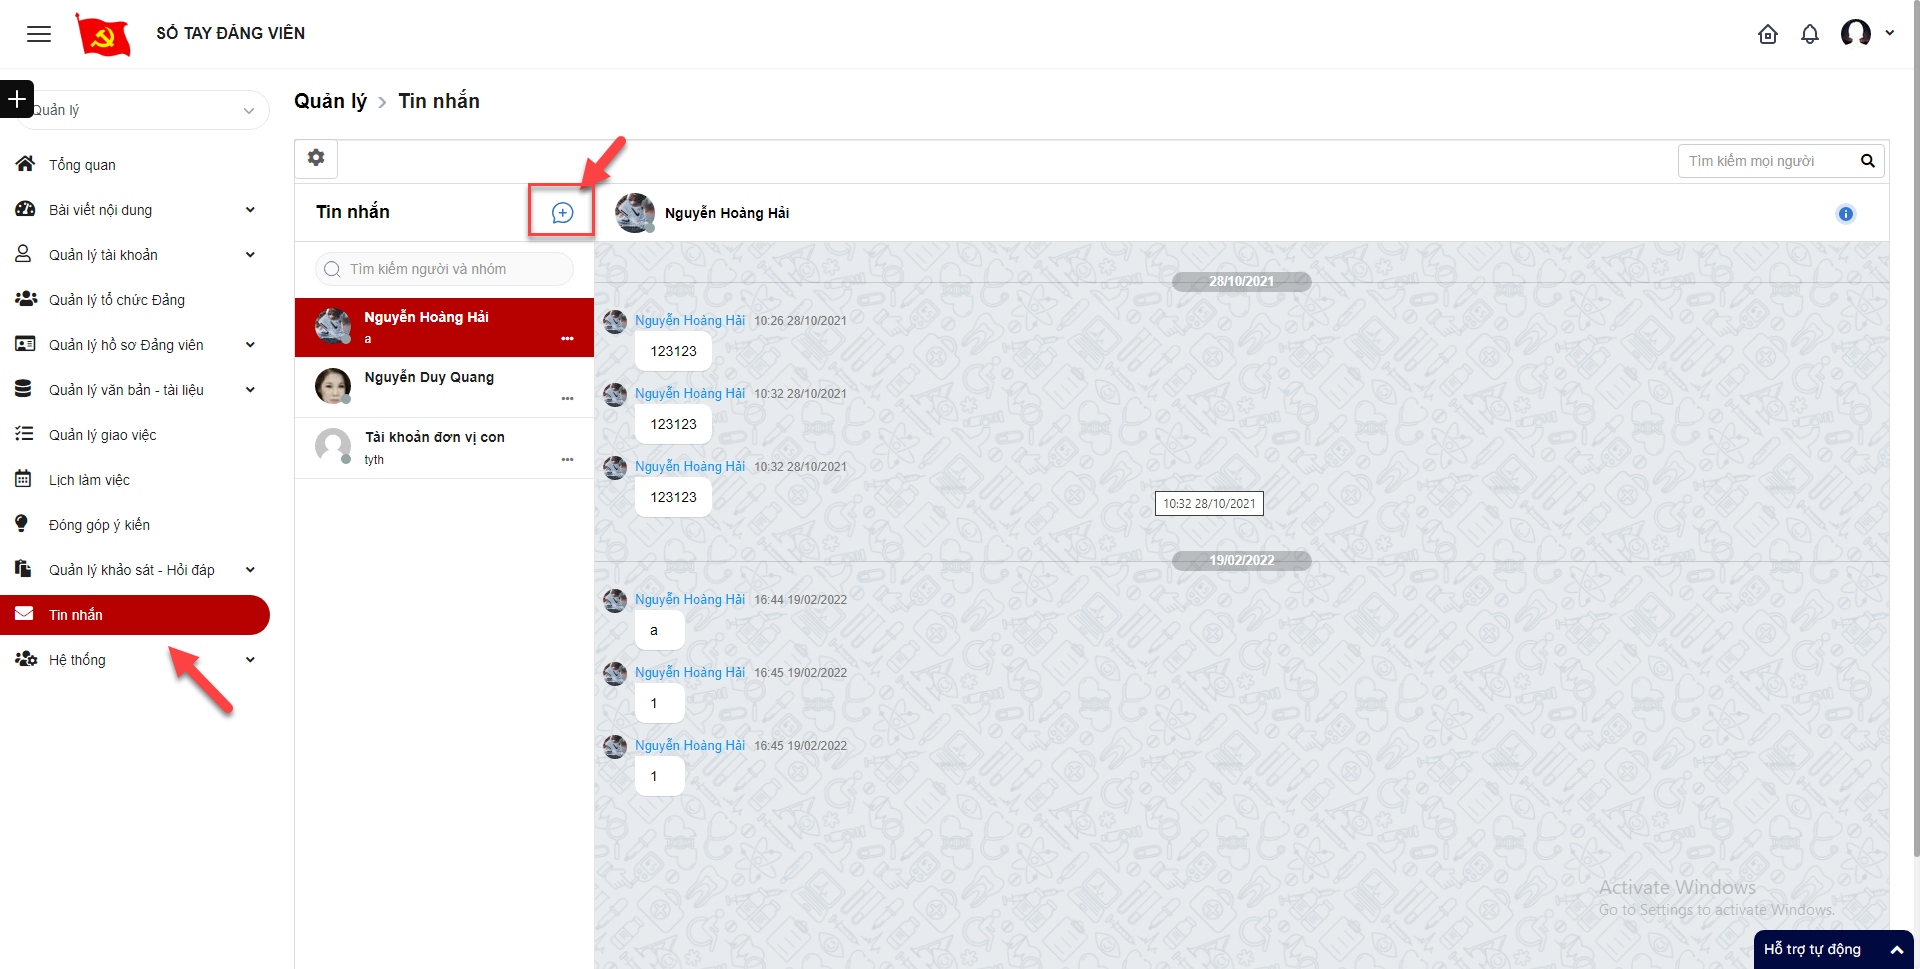 SỔ TAY ĐẢNG VIÊN
Quản lý
Quản lý > Tin nhắn
Tổng quan
Bài viết nội dung
Quản lý tài khoản
Quản lý tổ chức Đảng
Quản lý hồ sơ Đảng viên
Quản lý văn bản - tài liệu
Quản lý giao việc
Lịch làm việc
Đóng góp ý kiến
Quản lý khảo sát - Hỏi đáp
Tin nhắn
Hệ thống
Tìm kiếm mọi người
Tin nhắn
Tìm kiếm người và nhóm
Nguyễn Hoàng Hải
a
Nguyễn Duy Quang
Tài khoản đơn vị con
tyth
Nguyễn Hoàng Hải
28/10/2021
Nguyễn Hoàng Hải 10:26 28/10/2021
123123
Nguyễn Hoàng Hải 10:32 28/10/2021
123123
Nguyễn Hoàng Hải 10:32 28/10/2021
123123
10:32 28/10/2021
19/02/2022
Nguyễn Hoàng Hải 16:44 19/02/2022
a
Nguyễn Hoàng Hải 16:45 19/02/2022
1
Nguyễn Hoàng Hải 16:45 19/02/2022
1
Activate Windows
Go to Settings to activate Windows.
Hỗ trợ tự động